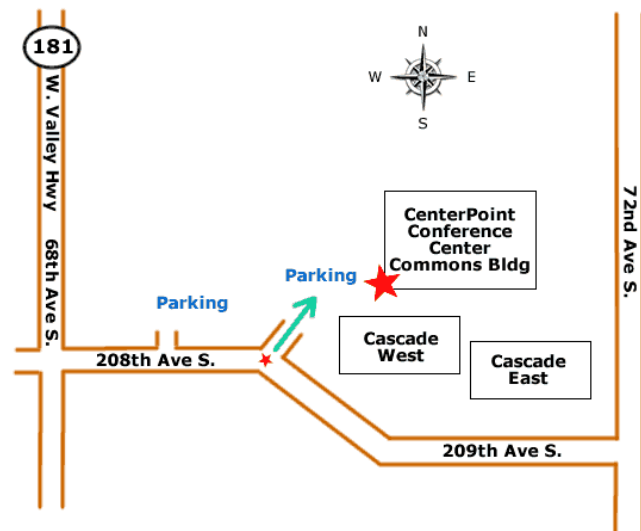 181
W. Valley Hwy
68th Ave S.
N
W
E
S
72nd Ave S.
CenterPoint
Conference
Center
Commons Bldg
Parking
Parking
Cascade
West
Cascade
East
208th Ave S.
209th Ave S.